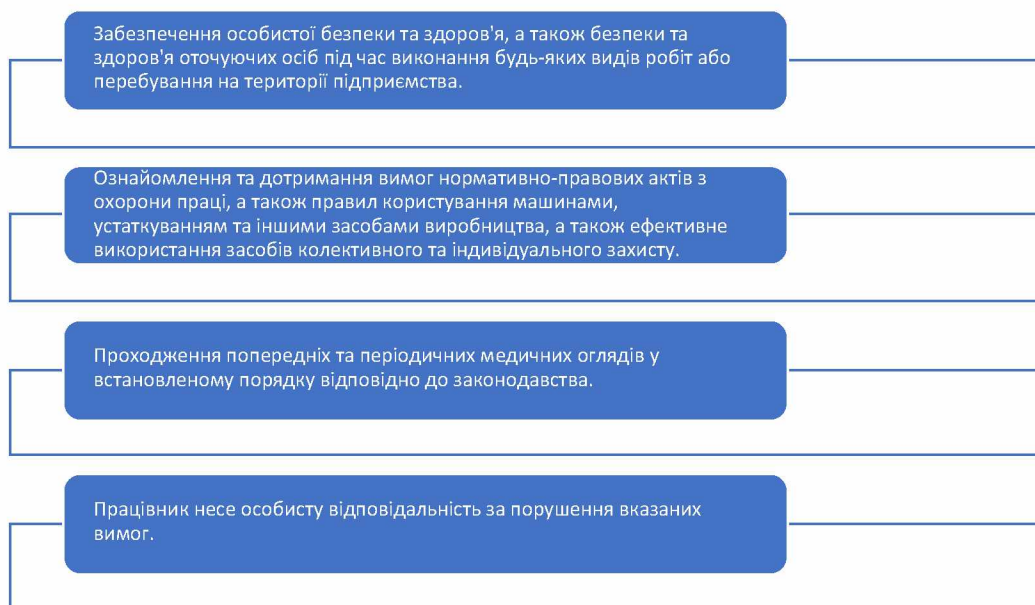 Забезпечення особистої безпеки та здоров'я, а також безпеки та
здоров'я оточуючих осіб під час виконання будь-яких видів робіт або
перебування на території підприємства.
Ознайомлення та дотримання вимог нормативно-правових актів з
охорони праці, а також правил користування машинами,
устаткуванням та іншими засобами виробництва, а також ефективне
використання засобів колективного та індивідуального захисту.
Проходження попередніх та періодичних медичних оглядів у
встановленому порядку відповідно до законодавства.
Працівник несе особисту відповідальність за порушення вказаних
вимог.